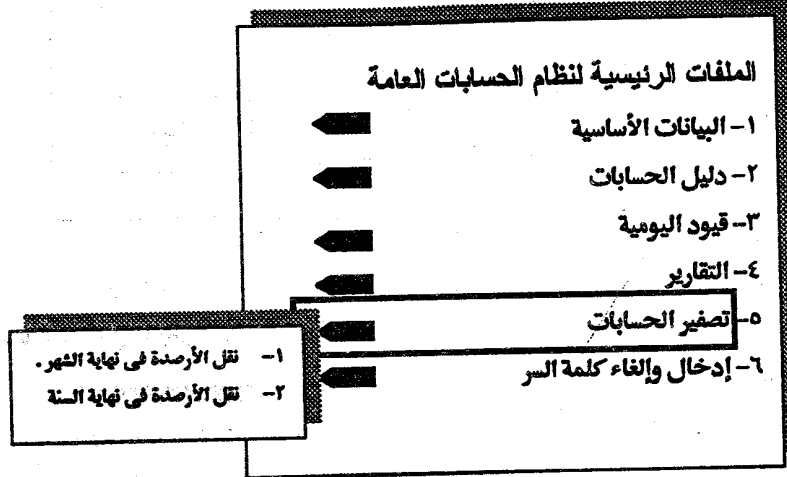 الملفات الرئيسية لنظام الحسابات العامة
١- البيانات الأساسية
٢- دليل الحسابات
٣- قيود اليومية
٤- التقارير
٥- تصفير الحسابات
٦- إدخال وإلغاء كلمة السر
١- نقل الأرصدة فى نهاية الشهر .
٢- نقل الأرصدة فى نهاية السنة